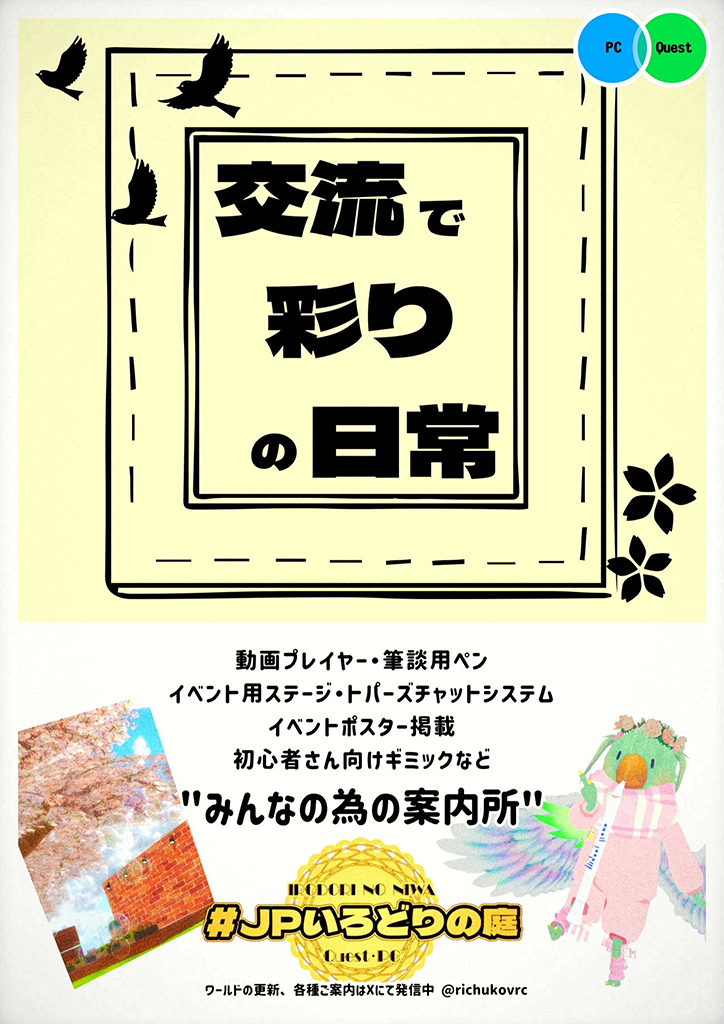 PC Quest
交流で
彩り
の日常
動画プレイヤー・筆談用ペン
イベント用ステージ・トパーズチャットシステム
イベントポスター掲載
初心者さん向けギミックなど
"みんなの為の案内所"
IRODORI NO NIWA
#JPいろどりの庭
Quest・PC
ワールドの更新、各種ご案内はXにて発信中 @richukovrc